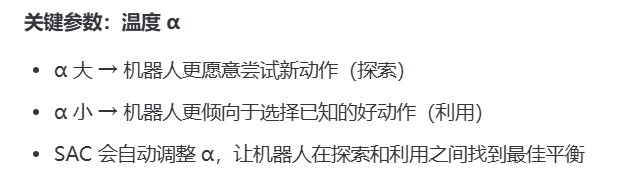 关键参数：温度 α
• α 大 → 机器人更愿意尝试新动作（探索）
• α 小 → 机器人更倾向于选择已知的好动作（利用）
• SAC 会自动调整 α，让机器人在探索和利用之间找到最佳平衡